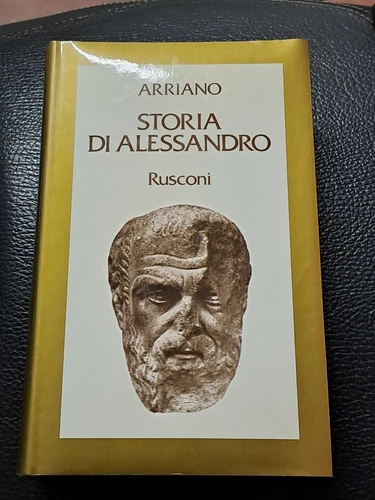 ARRIANO
STORIA
DI ALESSANDRO
Rusconi